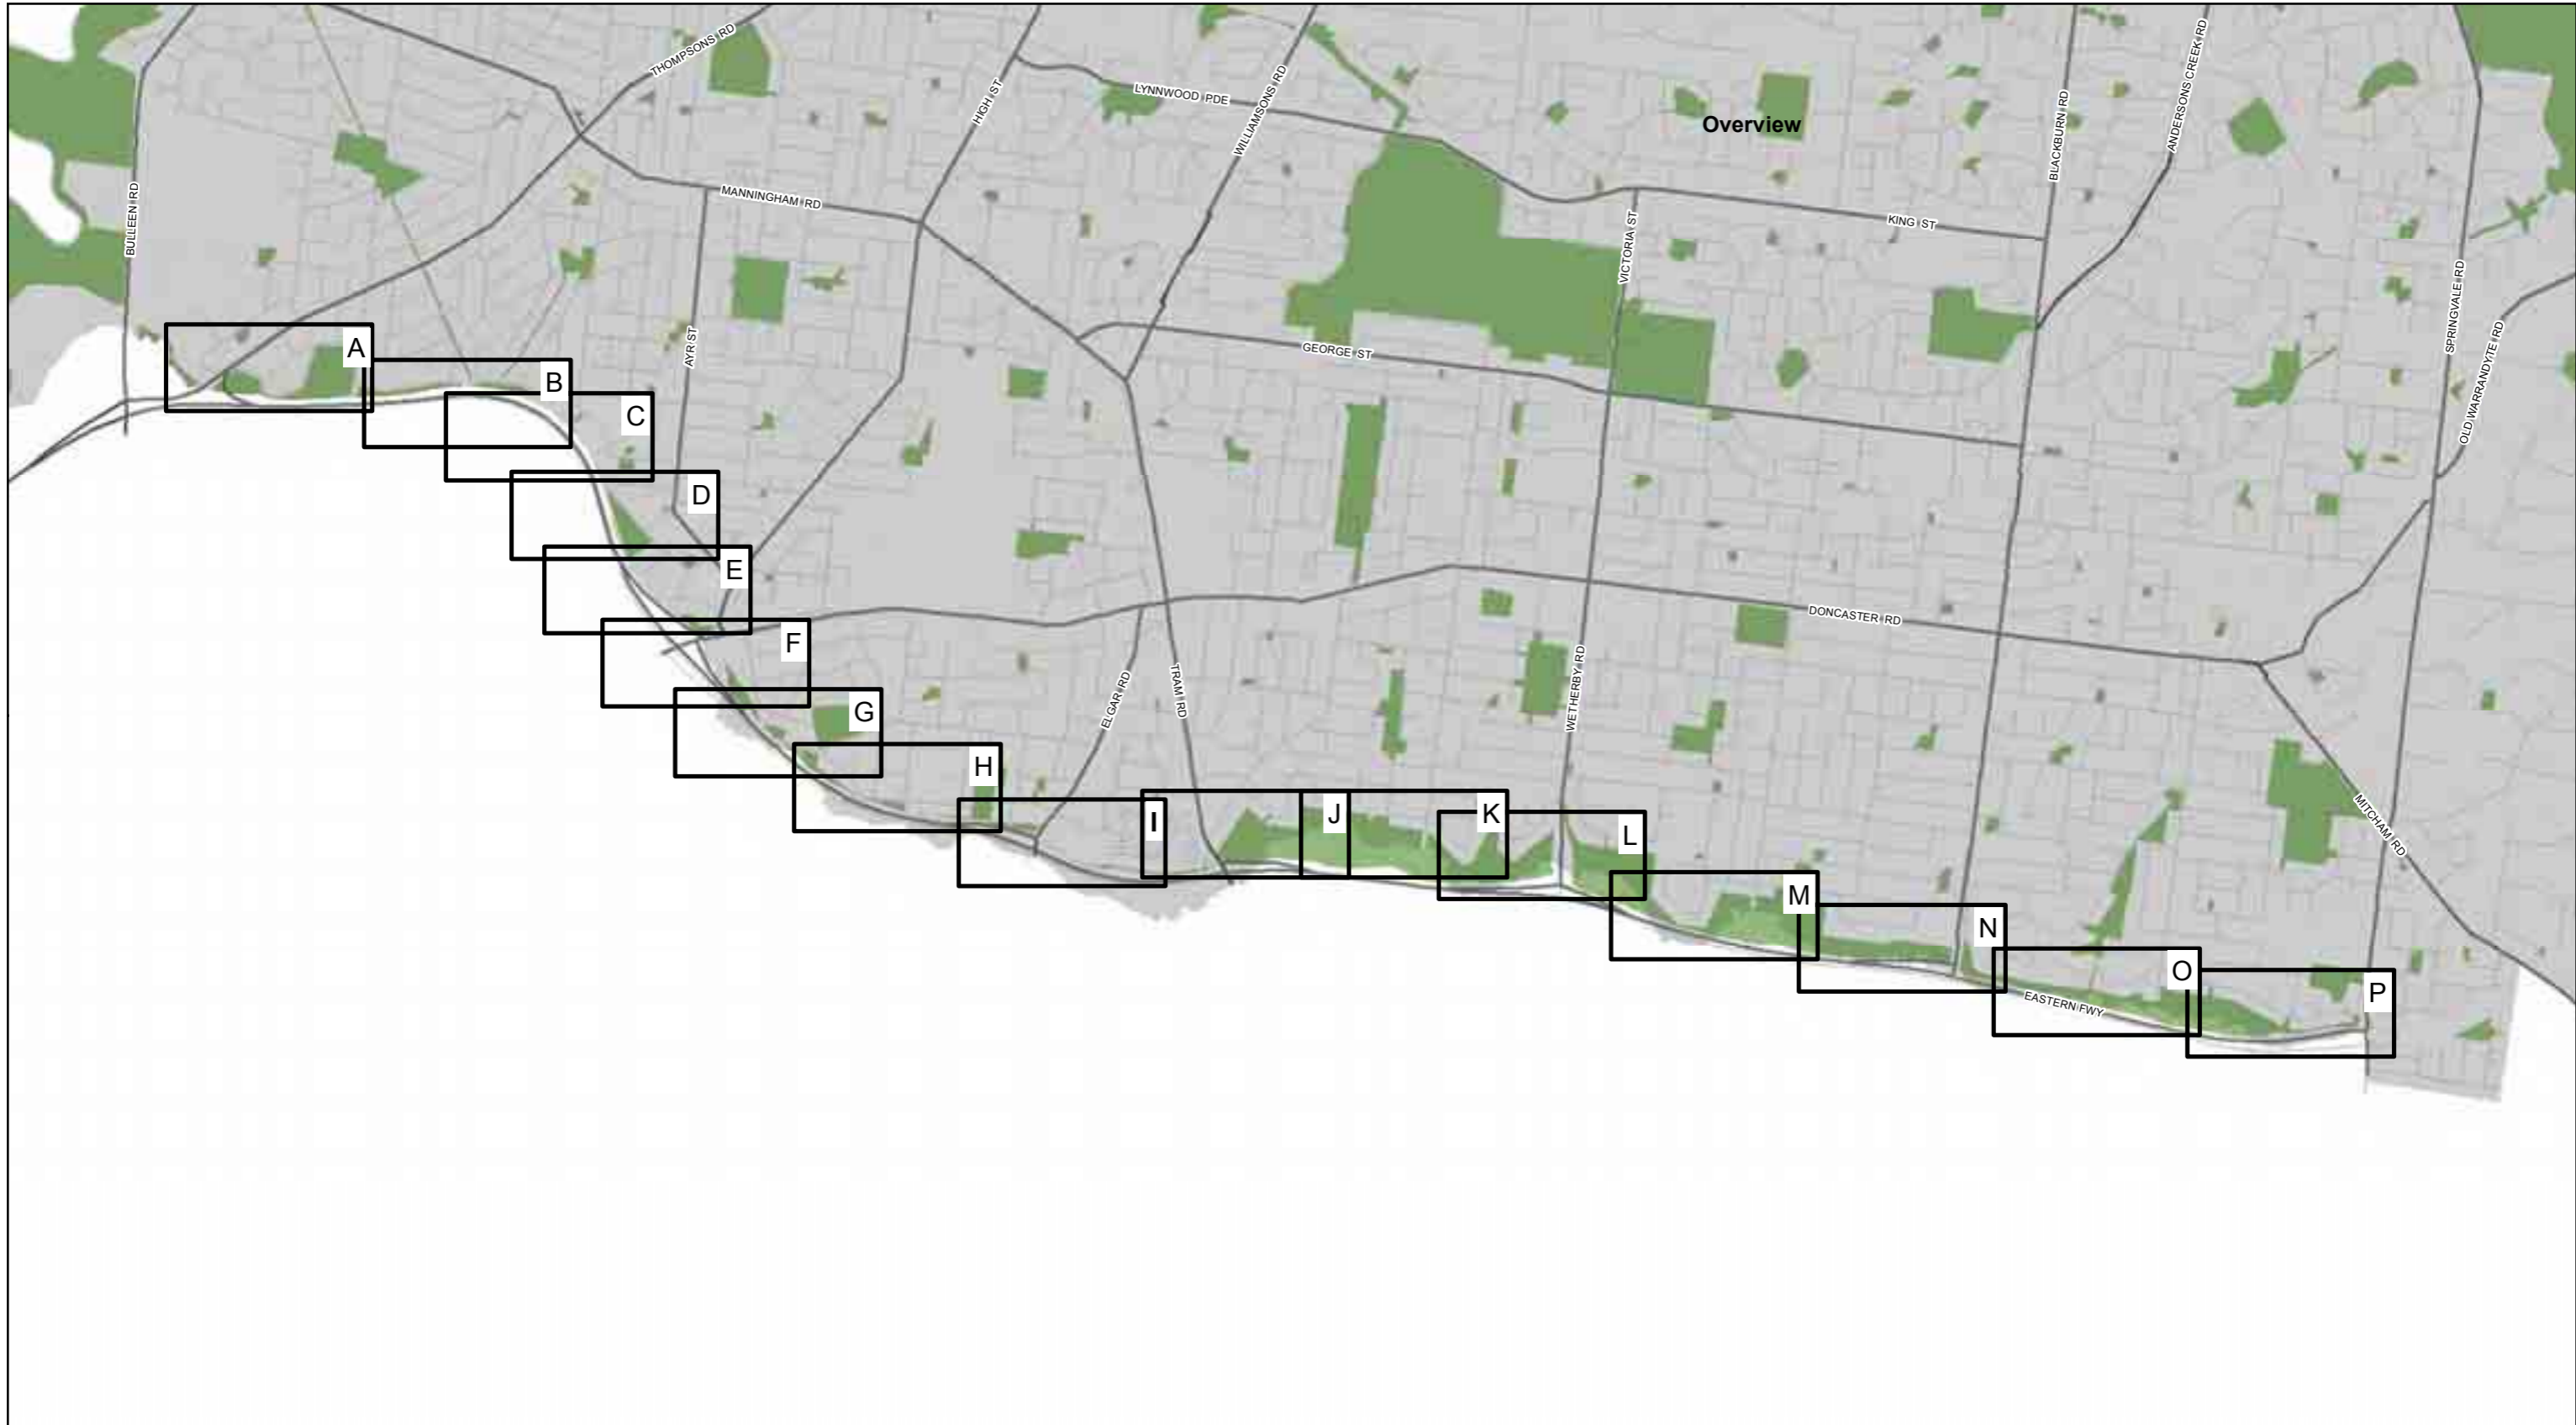 THOMPSONS RD
HIGH ST
LYNNWOOD PDE
WILLIAMSONS RD
Overview
BLACKBURN RD
ANDERSONS CREEK RD
BULLEEN RD
MANNINGHAM RD
VICTORIA ST
KING ST
AYR ST
GEORGE ST
SPRINGVALE RD
OLD WARRANDYTE RD
A
B
C
D
E
DONCASTER RD
F
ELGAR RD
TRAM RD
WETHERBY RD
G
H
I
J
K
L
MITCHAM RD
M
N
O
P
EASTERN FWY